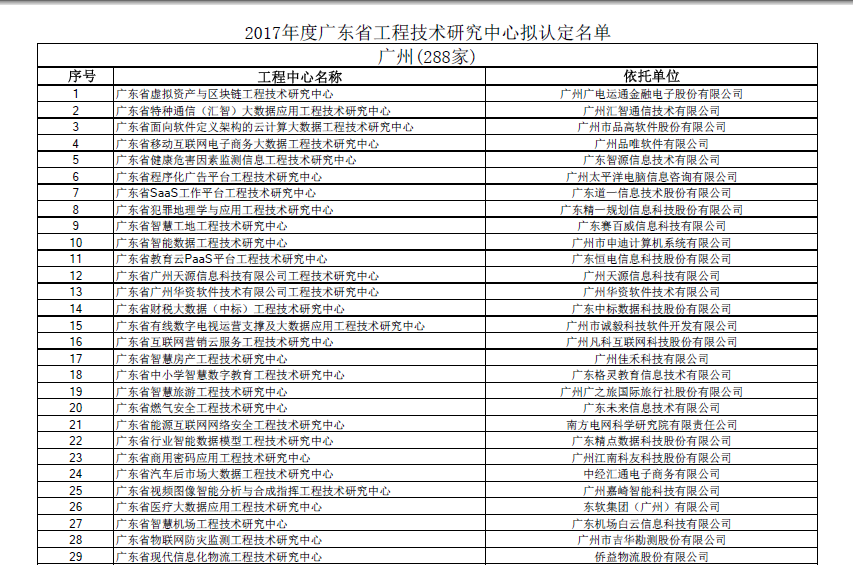 2017年度广东省工程技术研究中心拟认定名单
广州(288家)
序号 工程中心名称 依托单位
1 广东省虚拟资产与区块链工程技术研究中心 广州广电运通金融电子股份有限公司
2 广东省特种通信（汇智）大数据应用工程技术研究中心 广州汇智通信技术有限公司
3 广东省面向软件定义架构的云计算大数据工程技术研究中心 广州市品高软件股份有限公司
4 广东省移动互联网电子商务大数据工程技术研究中心 广州品唯软件有限公司
5 广东省健康危害因素监测信息工程技术研究中心 广东智源信息技术有限公司
6 广东省程序化广告平台工程技术研究中心 广州太平洋电脑信息咨询有限公司
7 广东省SaaS工作平台工程技术研究中心 广东道一信息技术股份有限公司
8 广东省犯罪地理学与应用工程技术研究中心 广东精一规划信息科技股份有限公司
9 广东省智慧工地工程技术研究中心 广东赛百威信息科技有限公司
10 广东省智能数据工程技术研究中心 广州市申迪计算机系统有限公司
11 广东省教育云PaaS平台工程技术研究中心 广东恒电信息科技股份有限公司
12 广东省广州天源信息科技有限公司工程技术研究中心 广州天源信息科技有限公司
13 广东省广州华资软件技术有限公司工程技术研究中心 广州华资软件技术有限公司
14 广东省财税大数据（中标）工程技术研究中心 广东中标数据科技股份有限公司
15 广东省有线数字电视运营支撑及大数据应用工程技术研究中心 广州市诚毅科技软件开发有限公司
16 广东省互联网营销云服务工程技术研究中心 广州凡科互联网科技股份有限公司
17 广东省智慧房产工程技术研究中心 广州佳禾科技有限公司
18 广东省中小学智慧数字教育工程技术研究中心 广东格灵教育信息技术有限公司
19 广东省智慧旅游工程技术研究中心 广州广之旅国际旅行社股份有限公司
20 广东省燃气安全工程技术研究中心 广东未来信息技术有限公司
21 广东省能源互联网网络安全工程技术研究中心 南方电网科学研究院有限责任公司
22 广东省行业智能数据模型工程技术研究中心 广东精点数据科技股份有限公司
23 广东省商用密码应用工程技术研究中心 广州江南科友科技股份有限公司
24 广东省汽车后市场大数据工程技术研究中心 中经汇通电子商务有限公司
25 广东省视频图像智能分析与合成指挥工程技术研究中心 广州嘉崎智能科技有限公司
26 广东省医疗大数据应用工程技术研究中心 东软集团（广州）有限公司
27 广东省智慧机场工程技术研究中心 广东机场白云信息科技有限公司
28 广东省物联网防灾监测工程技术研究中心 广州市吉华勘测股份有限公司
29 广东省现代信息化物流工程技术研究中心 侨益物流股份有限公司